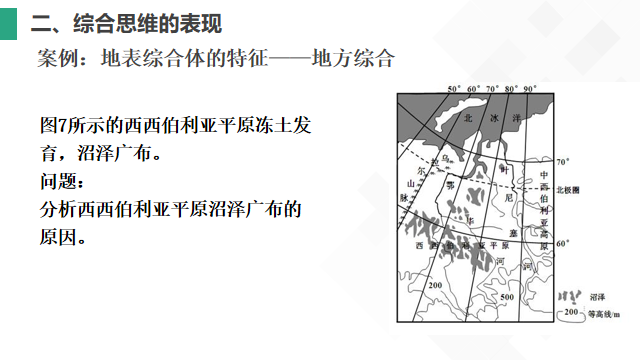 二、综合思维的表现
案例：地表综合体的特征——地方综合
图7所示的西西伯利亚平原冻土发
育，沼泽广布。
问题：
分析西西伯利亚平原沼泽广布的
原因。
50° 60° 70° 80° 90°
北冰洋
70°
乌拉尔山脉
鄂毕
叶尼塞
河
河
中西伯利亚高原
北极圈
60°
西西伯利亚平原
200
500
沼泽
200 等高线/m